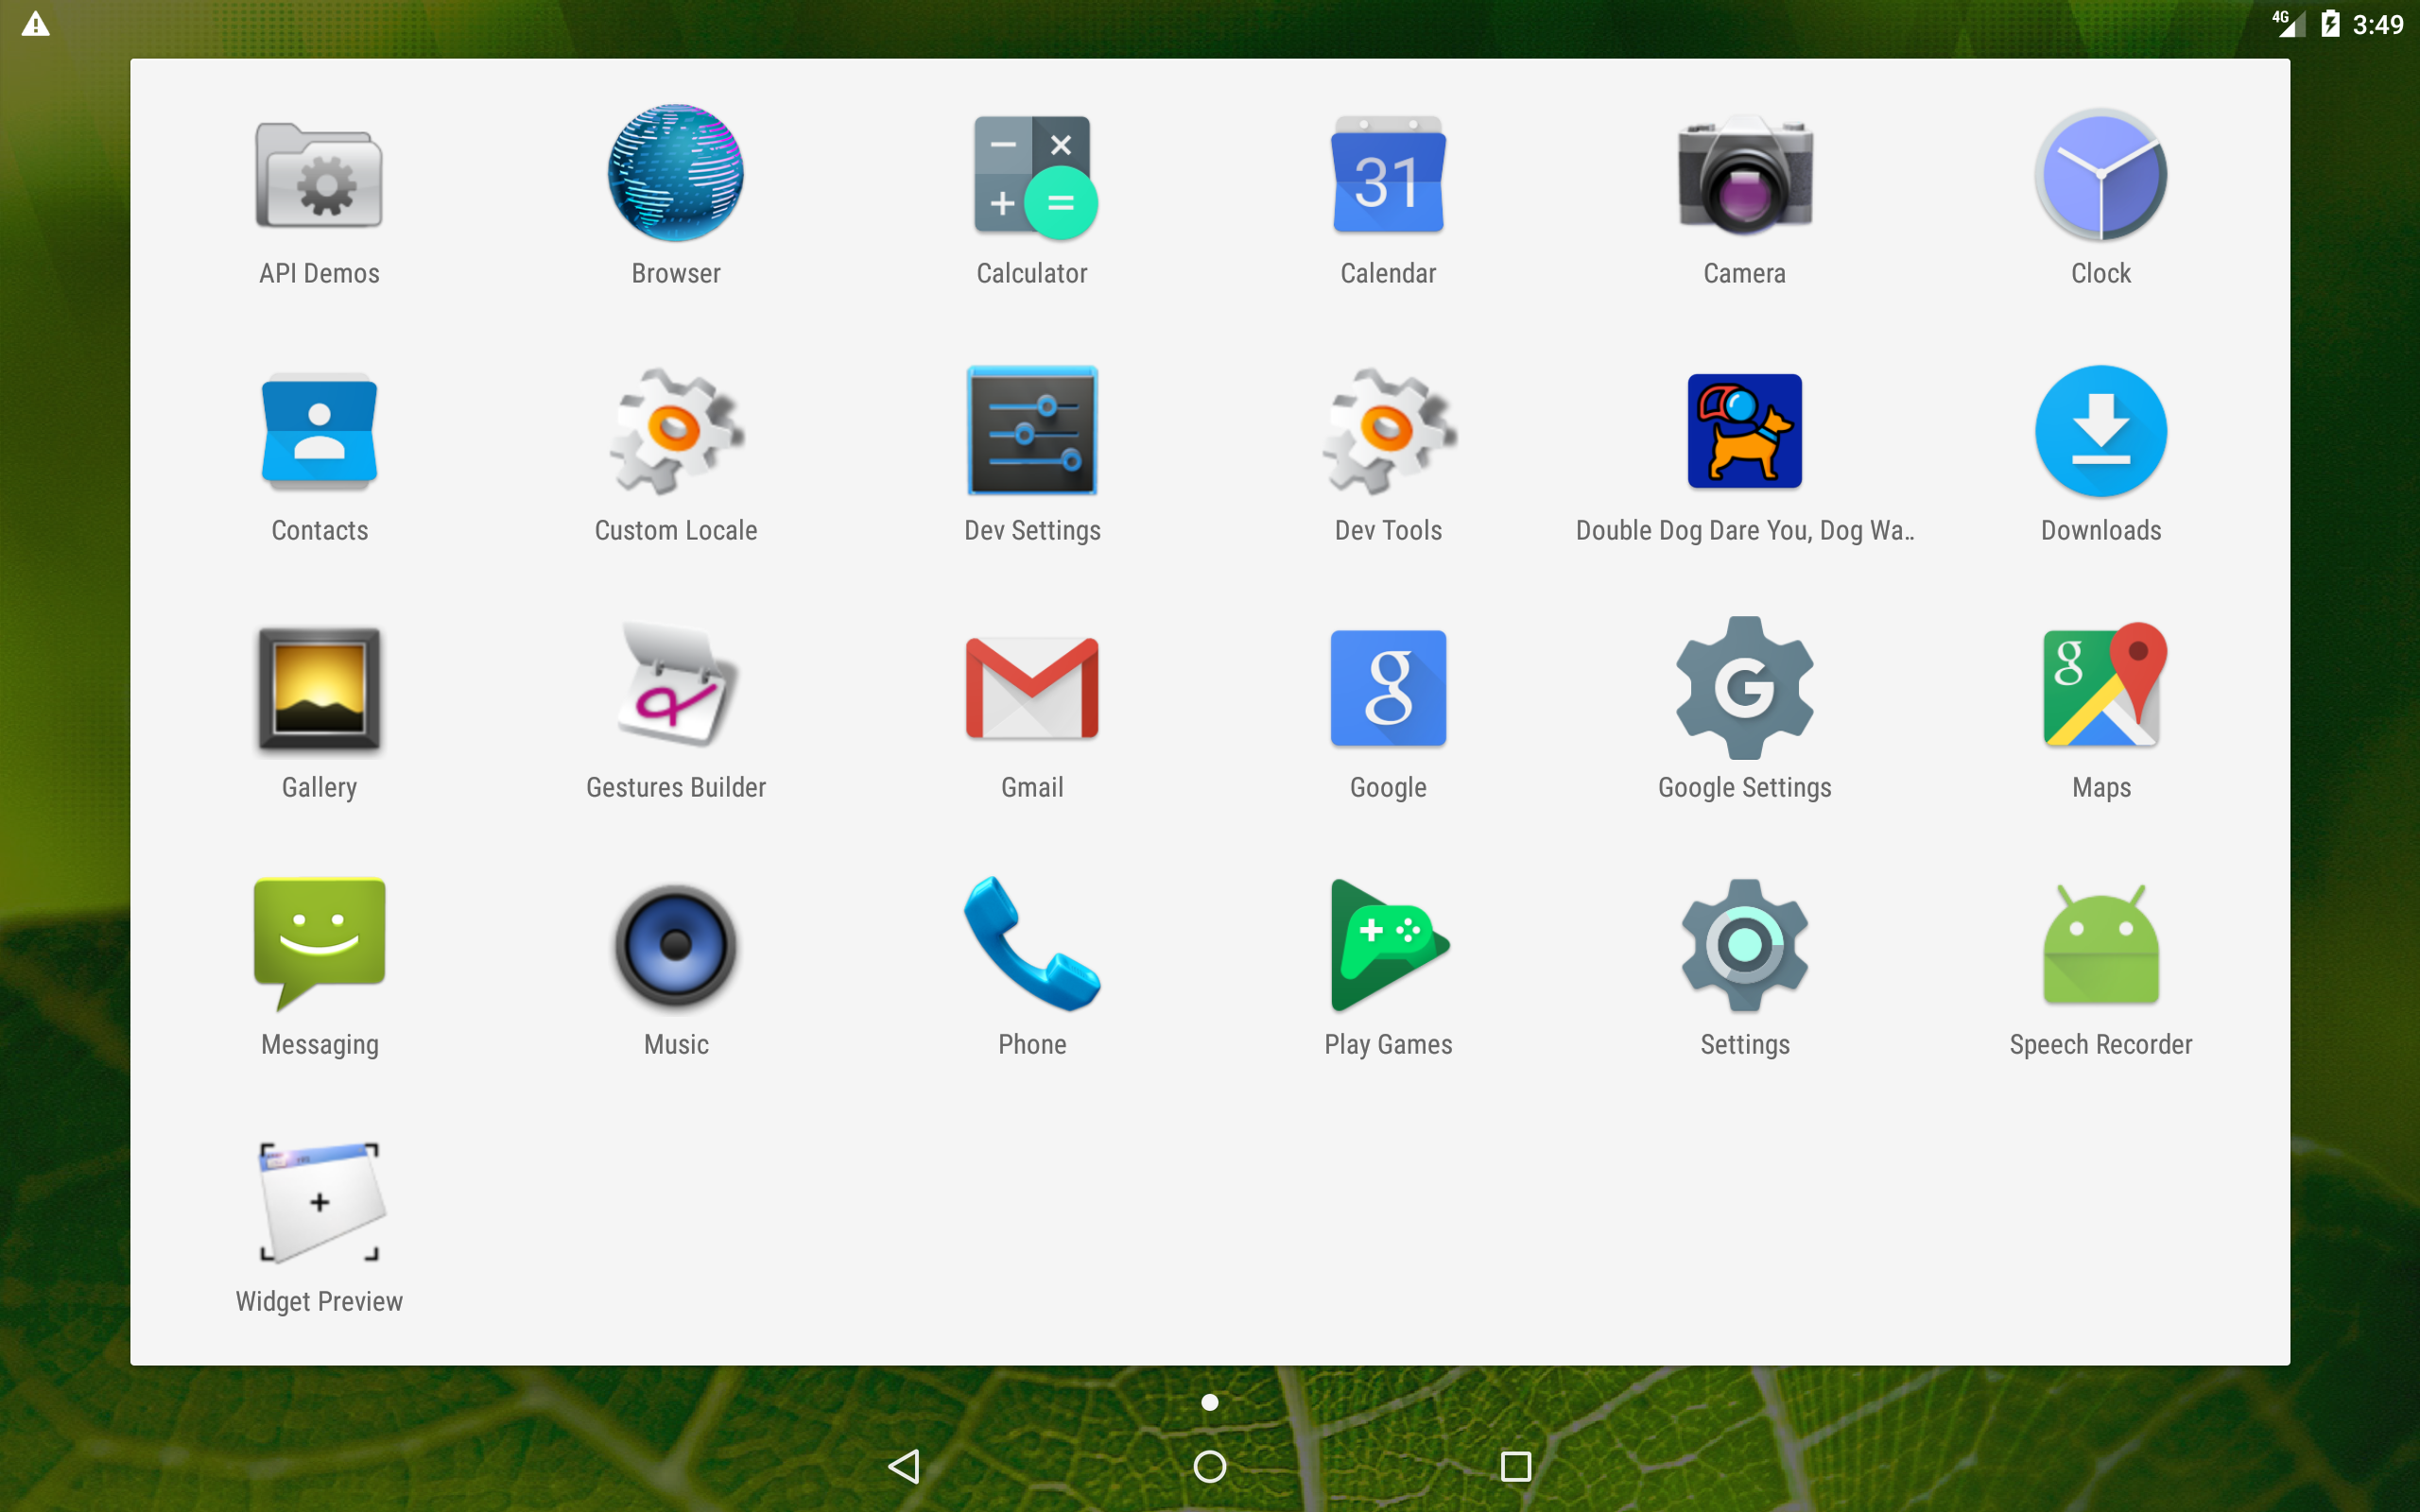 4G 3:49
API Demos Browser Calculator 31 Calendar Camera Clock
Contacts Custom Locale Dev Settings Dev Tools Double Dog Dare You, Dog Wa.. Downloads
g G g
Gallery Gestures Builder Gmail Google Google Settings Maps
Messaging Music Phone Play Games Settings Speech Recorder
Widget Preview